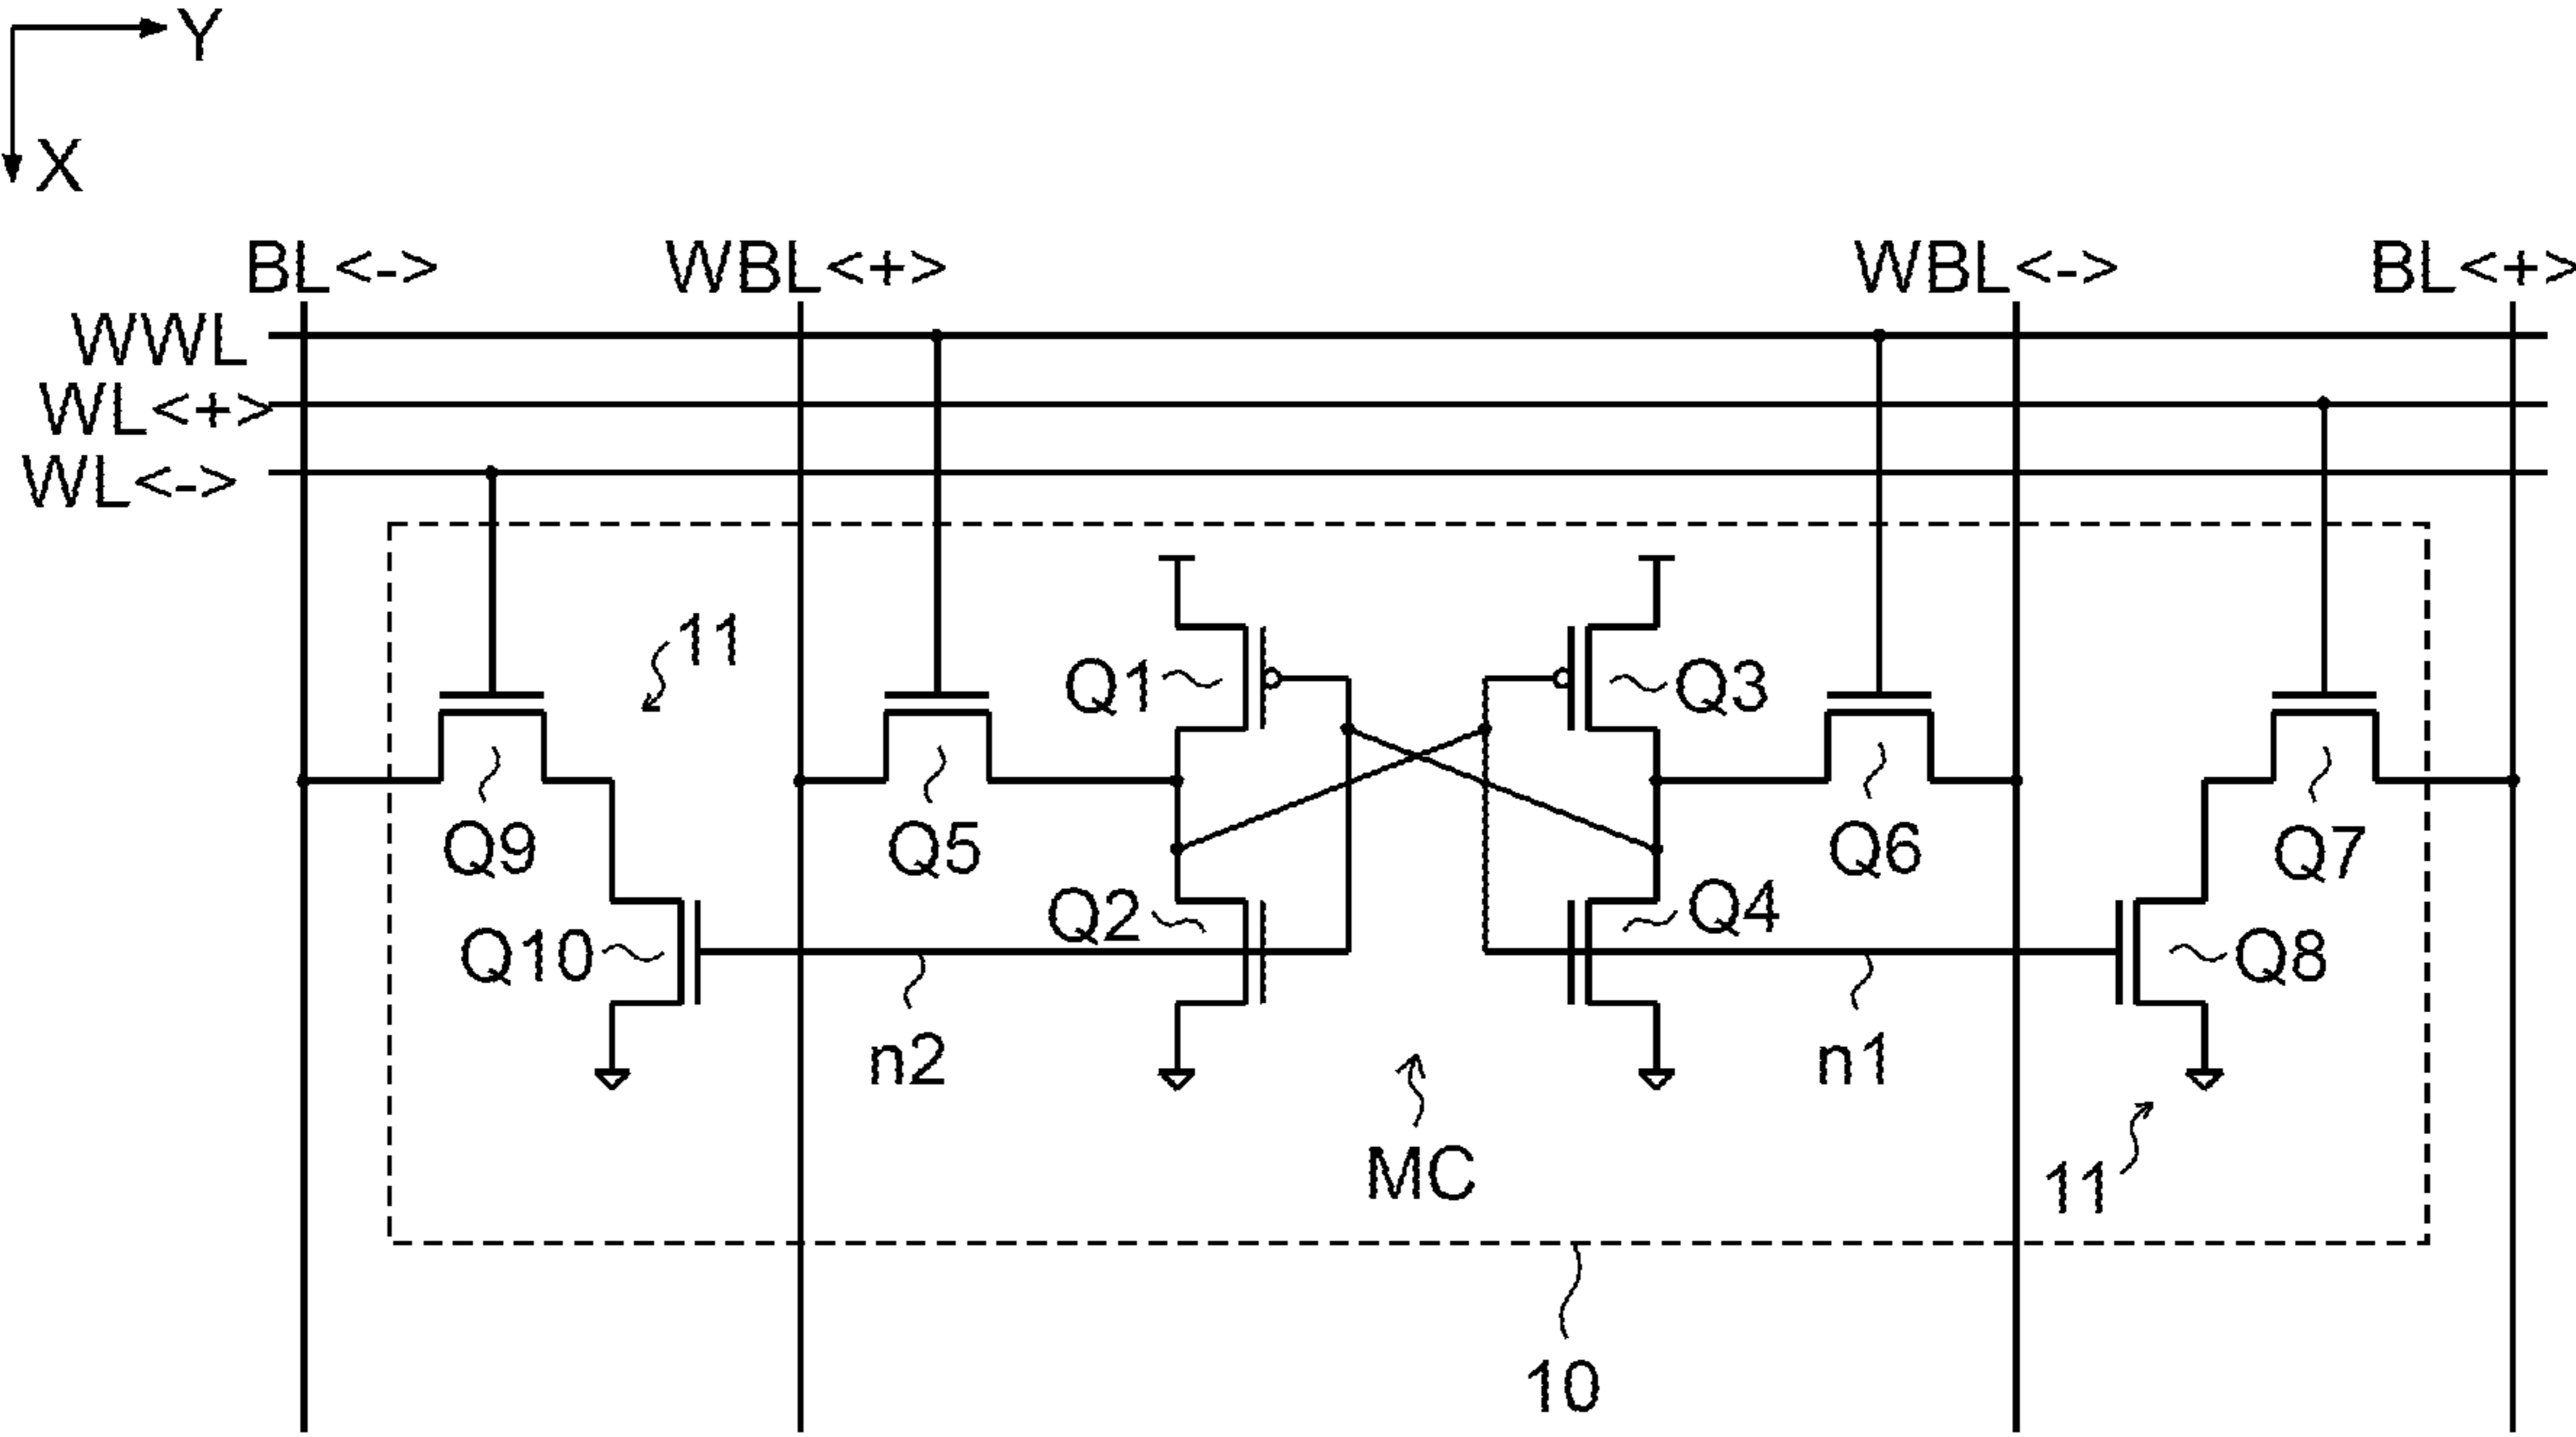 Y
X
BL<-> WBL<+> WBL<-> BL<+>
WWL
WL<+>
WL<->
11
Q1 Q3
Q9 Q5 Q6 Q7
Q2 Q4
Q10 Q8
n2 n1
MC 11
10